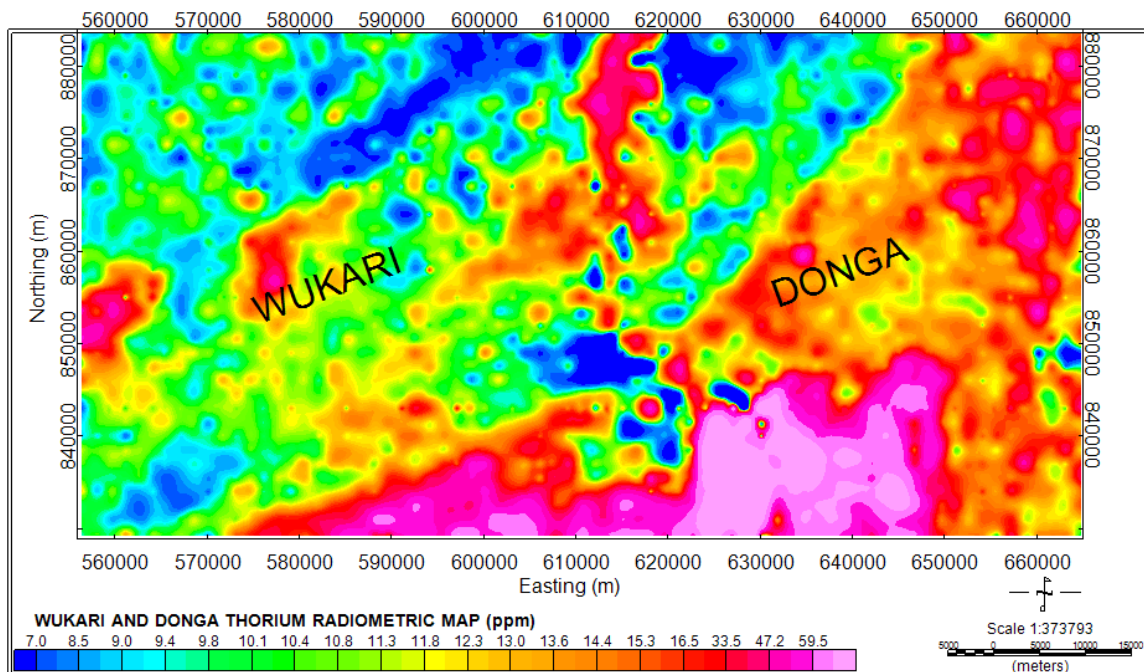 560000 570000 580000 590000 600000 610000 620000 630000 640000 650000 660000
880000 870000 860000 850000 840000
Northing (m)
WUKARI
DONGA
880000 870000 860000 850000 840000
560000 570000 580000 590000 600000 610000 620000 630000 640000 650000 660000
Easting (m)
WUKARI AND DONGA THORIUM RADIOMETRIC MAP (ppm)
7.0 8.5 9.0 9.4 9.8 10.1 10.4 10.8 11.3 11.8 12.3 13.0 13.6 14.4 15.3 16.5 33.5 47.2 59.5
Scale 1:373793
5000 0 5000 10000 15000
(meters)